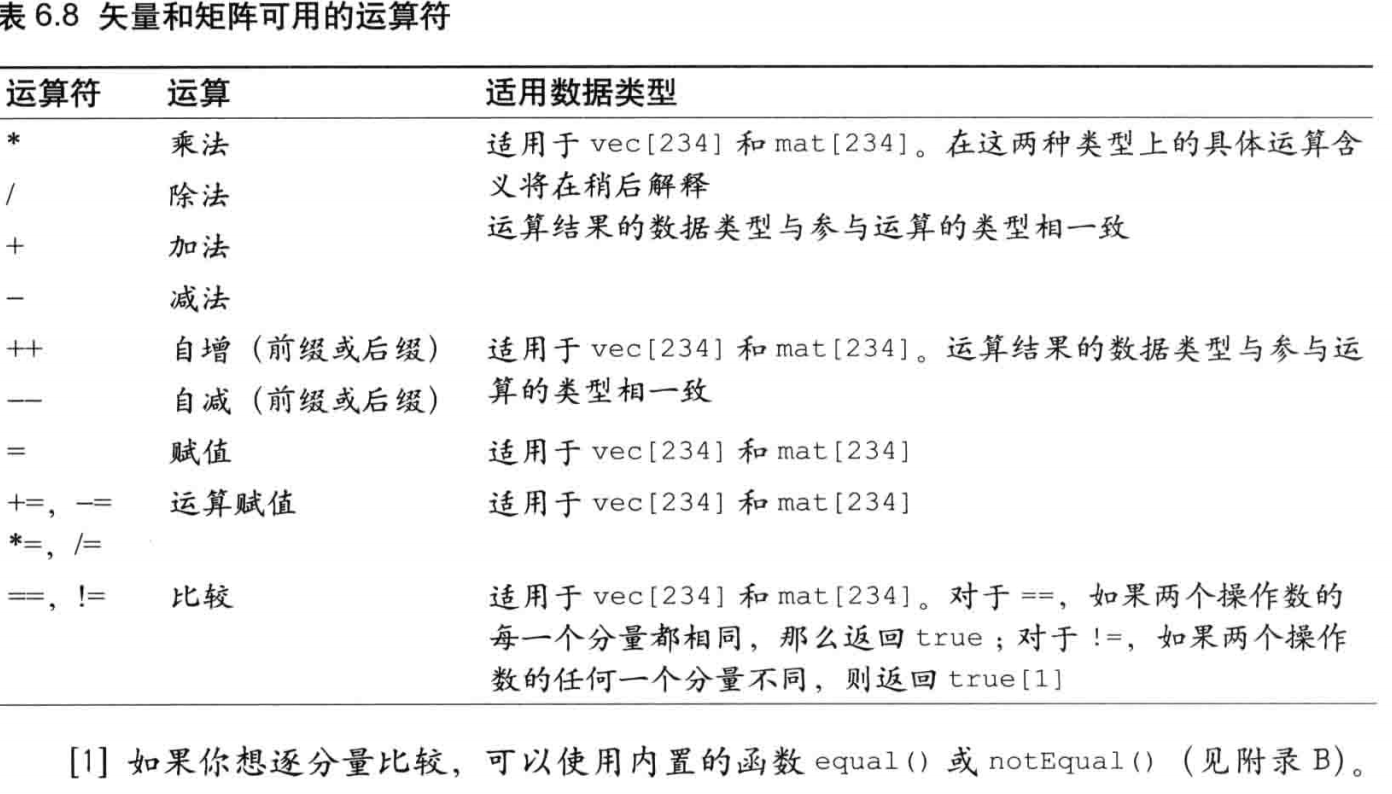 表 6.8 矢量和矩阵可用的运算符
运算符 运算 适用数据类型
* 乘法 适用于 vec[234] 和 mat[234]。在这两种类型上的具体运算含
义将在稍后解释
/ 除法
运算结果的数据类型与参与运算的类型相一致
+ 加法
- 减法
++ 自增（前缀或后缀） 适用于 vec[234] 和 mat[234]。运算结果的数据类型与参与运
算的类型相一致
-- 自减（前缀或后缀）
= 赋值 适用于 vec[234] 和 mat[234]
+=，-= 运算赋值 适用于 vec[234] 和 mat[234]
*=，/=
==，!= 比较 适用于 vec[234] 和 mat[234]。对于 ==，如果两个操作数的
每一个分量都相同，那么返回 true；对于 !=，如果两个操作
数的任何一个分量不同，则返回 true[1]
[1] 如果你想逐分量比较，可以使用内置的函数 equal() 或 notEqual()（见附录 B）。